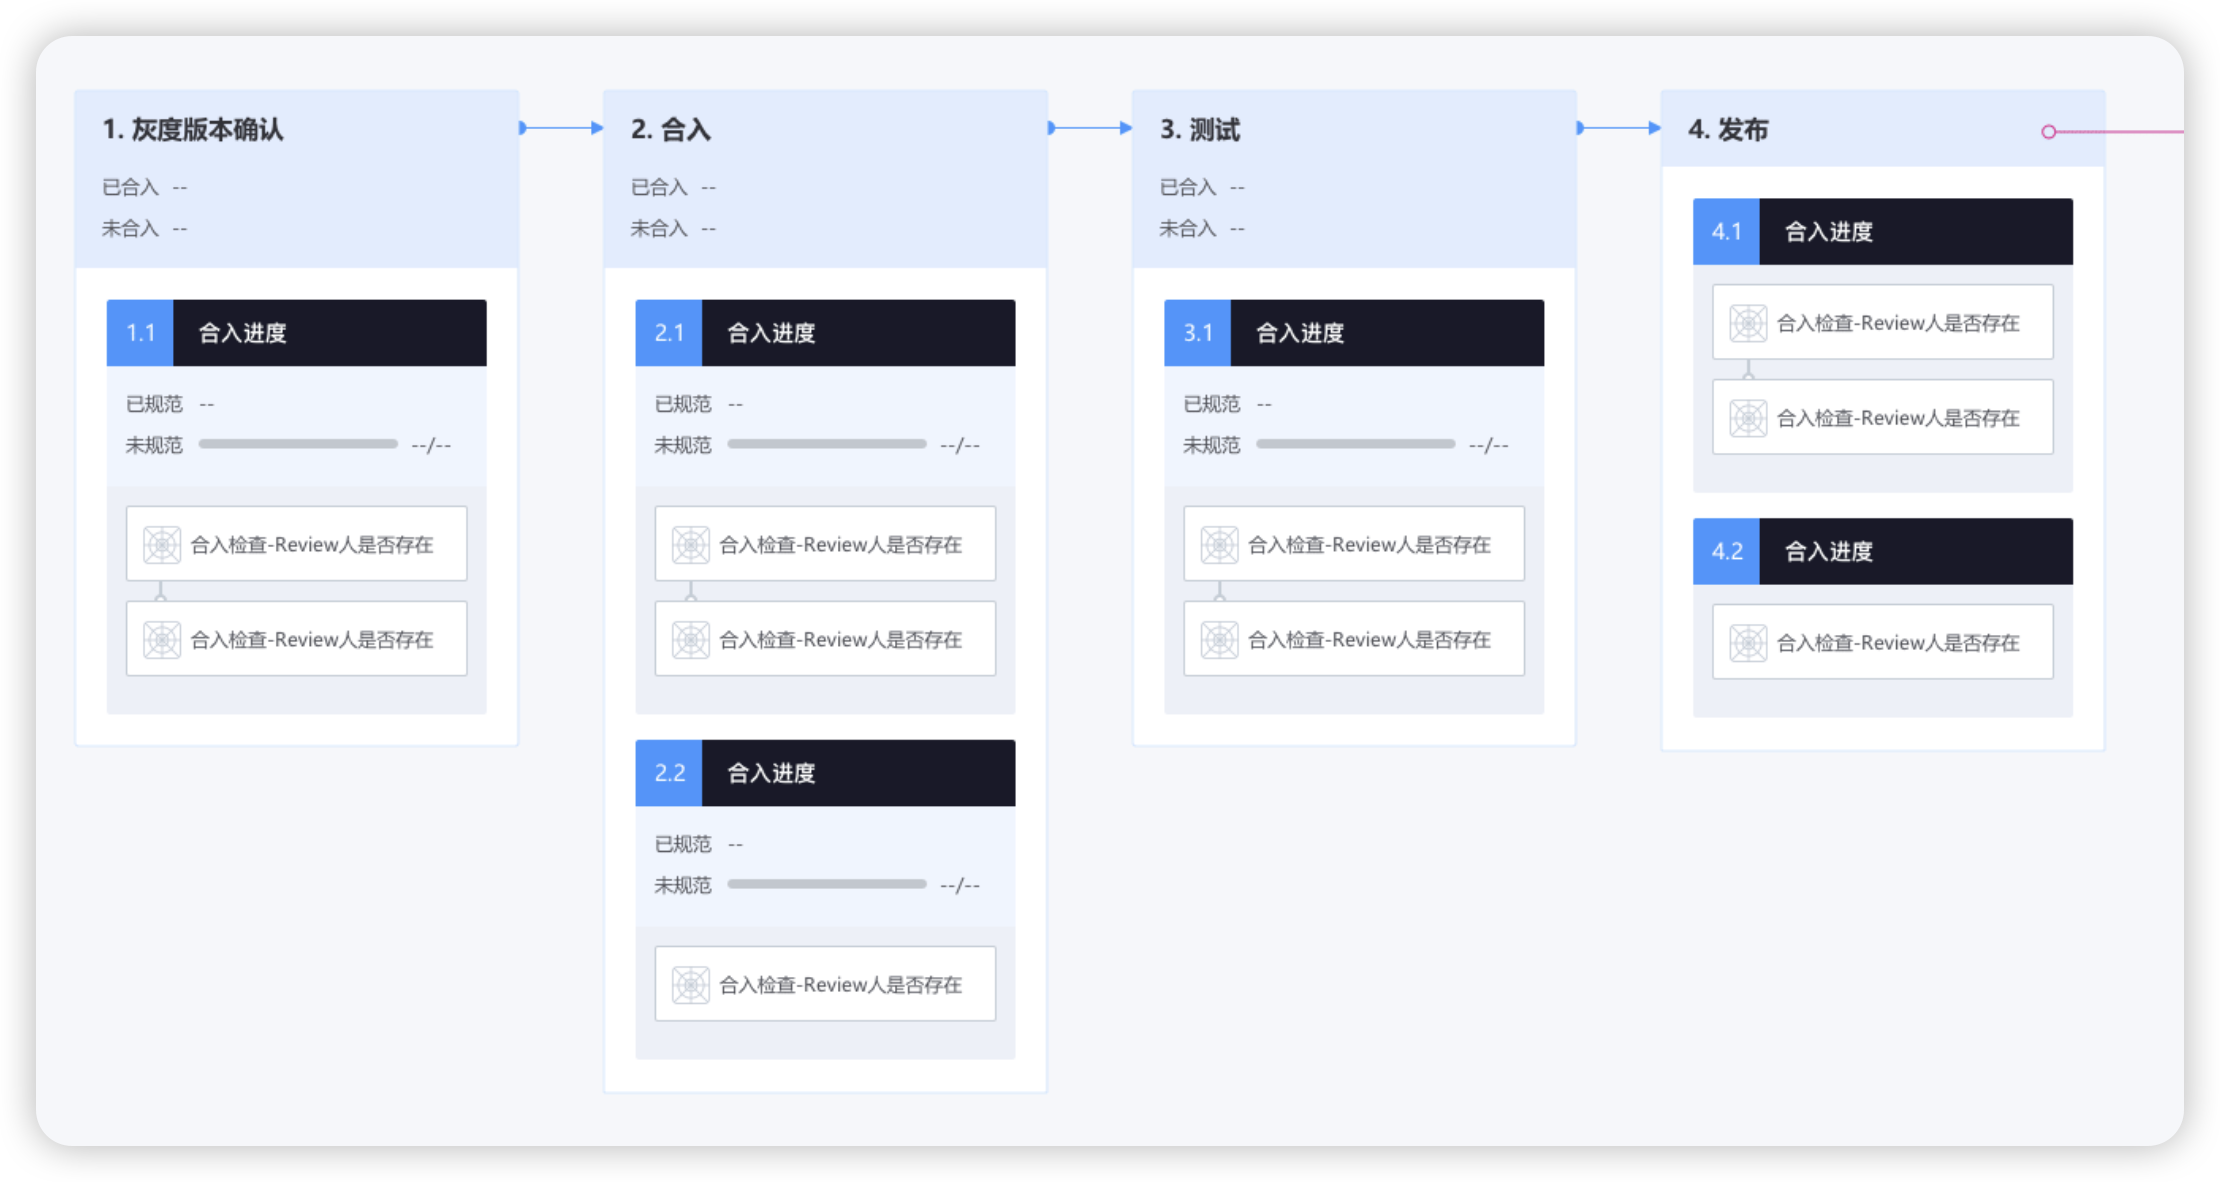 1. 灰度版本确认
已合入 --
未合入 --
1.1 合入进度
已规范 --
未规范 --/--
合入检查-Review人是否存在
合入检查-Review人是否存在
2. 合入
已合入 --
未合入 --
2.1 合入进度
已规范 --
未规范 --/--
合入检查-Review人是否存在
合入检查-Review人是否存在
2.2 合入进度
已规范 --
未规范 --/--
合入检查-Review人是否存在
3. 测试
已合入 --
未合入 --
3.1 合入进度
已规范 --
未规范 --/--
合入检查-Review人是否存在
合入检查-Review人是否存在
4. 发布
4.1 合入进度
合入检查-Review人是否存在
合入检查-Review人是否存在
4.2 合入进度
合入检查-Review人是否存在